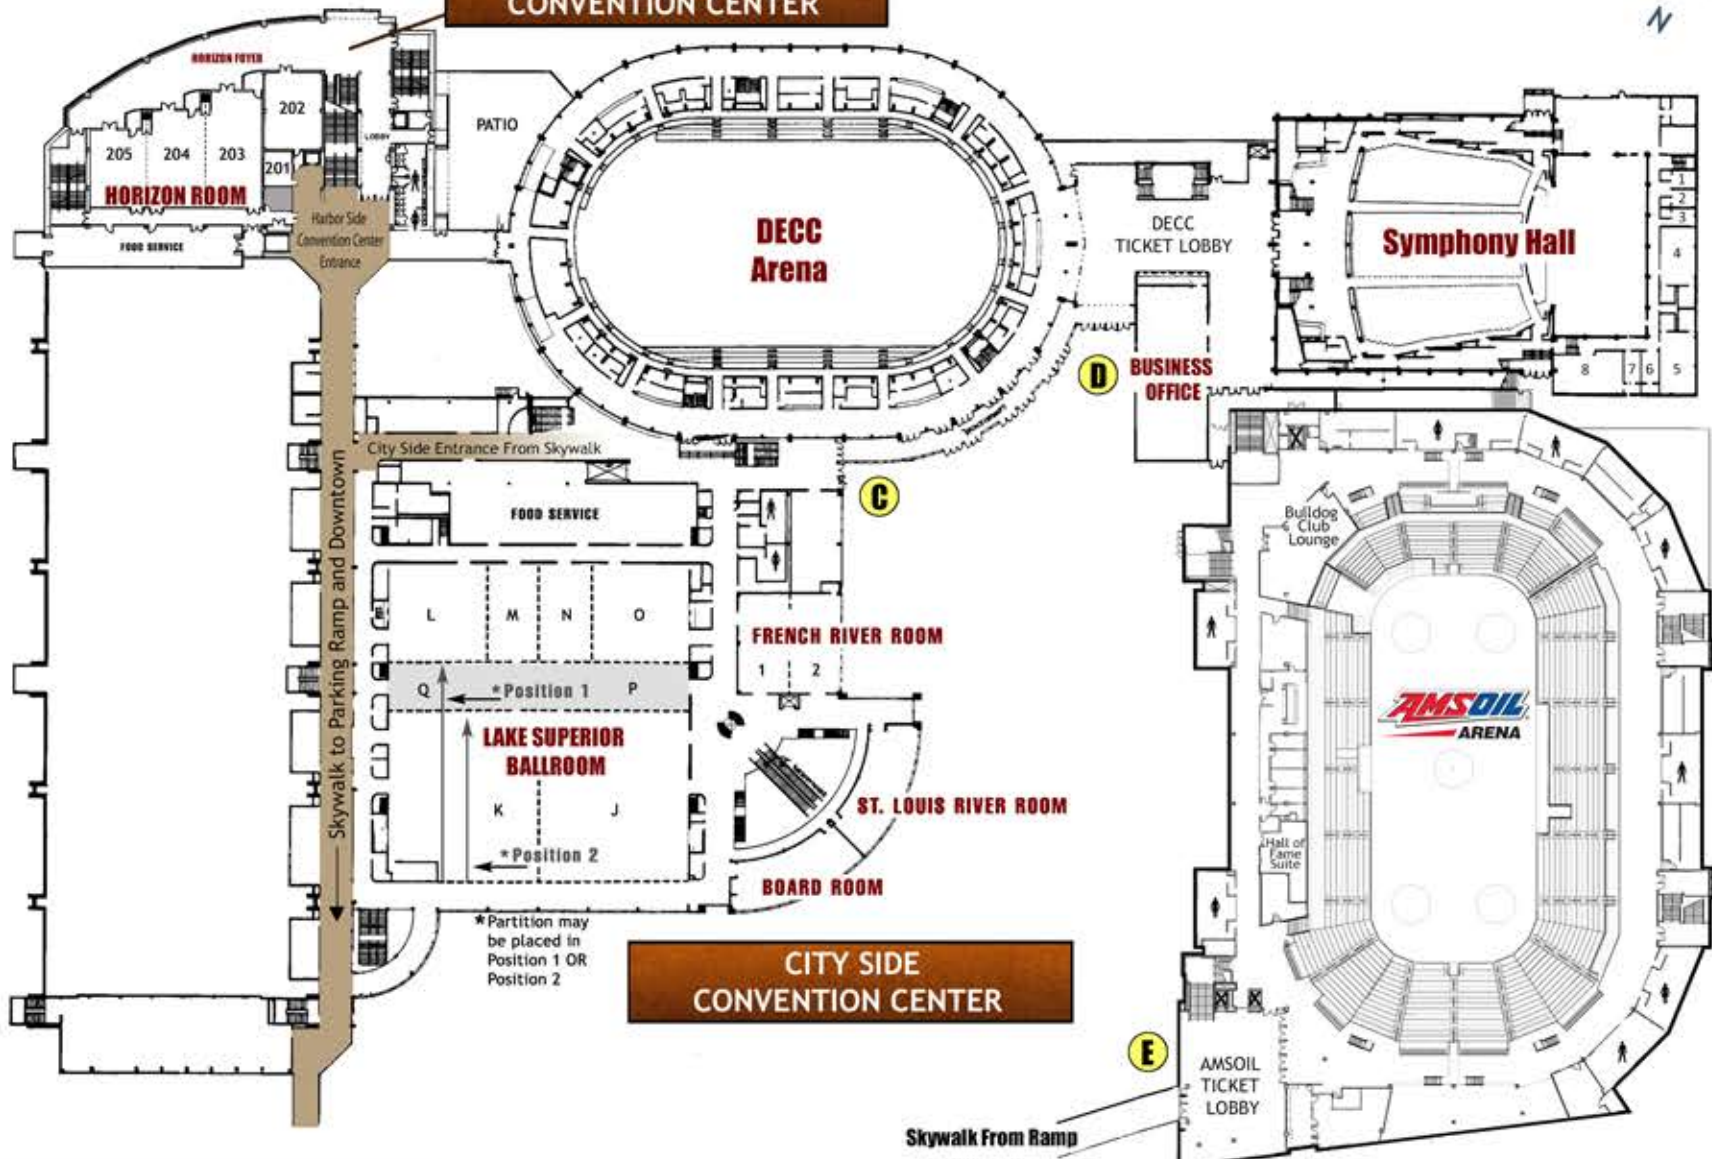 CONVENTION CENTER
N
HORIZON FOYER
202
LOBBY
PATIO
205
204
203
201
HORIZON ROOM
FOOD SERVICE
Harbor Side
Convention Center
Entrance
DECC
Arena
DECC
TICKET LOBBY
Symphony Hall
1
2
3
4
5
6
7
8
D
BUSINESS
OFFICE
City Side Entrance From Skywalk
Skywalk to Parking Ramp and Downtown
C
FOOD SERVICE
L
M
N
O
FRENCH RIVER ROOM
1
2
Q
*Position 1
P
LAKE SUPERIOR
BALLROOM
K
J
*Position 2
ST. LOUIS RIVER ROOM
BOARD ROOM
*Partition may
be placed in
Position 1 OR
Position 2
CITY SIDE
CONVENTION CENTER
Bulldog
Club
Lounge
AMSOIL
ARENA
Hall of
Fame
Suite
E
AMSOIL
TICKET
LOBBY
Skywalk From Ramp